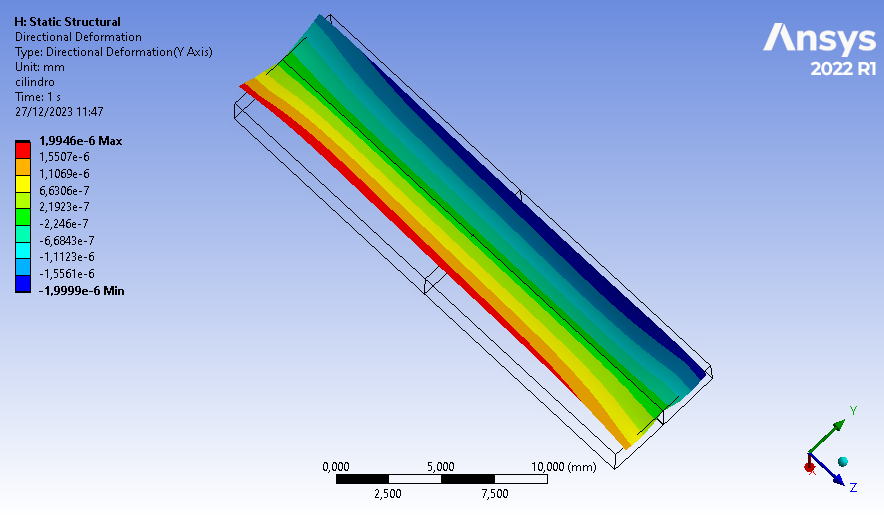 H: Static Structural
Directional Deformation
Type: Directional Deformation(Y Axis)
Unit: mm
cilindro
Time: 1 s
27/12/2023 11:47
1,9946e-6 Max
1,5507e-6
1,1069e-6
6,6306e-7
2,1923e-7
-2,246e-7
-6,6843e-7
-1,1123e-6
-1,5561e-6
-1,9999e-6 Min
Ansys
2022 R1
0,000 5,000 10,000 (mm)
2,500 7,500
Y
X
Z